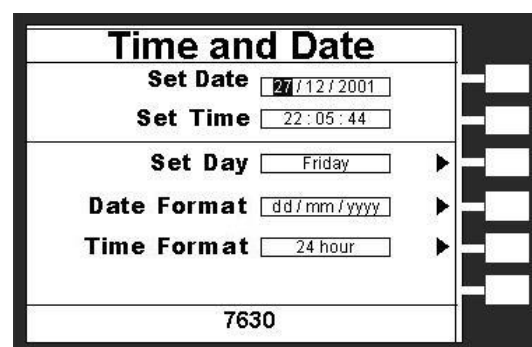 Time and Date
Set Date 27/12/2001
Set Time 22:05:44
Set Day Friday
Date Format dd/mm/yyyy
Time Format 24 hour
7630